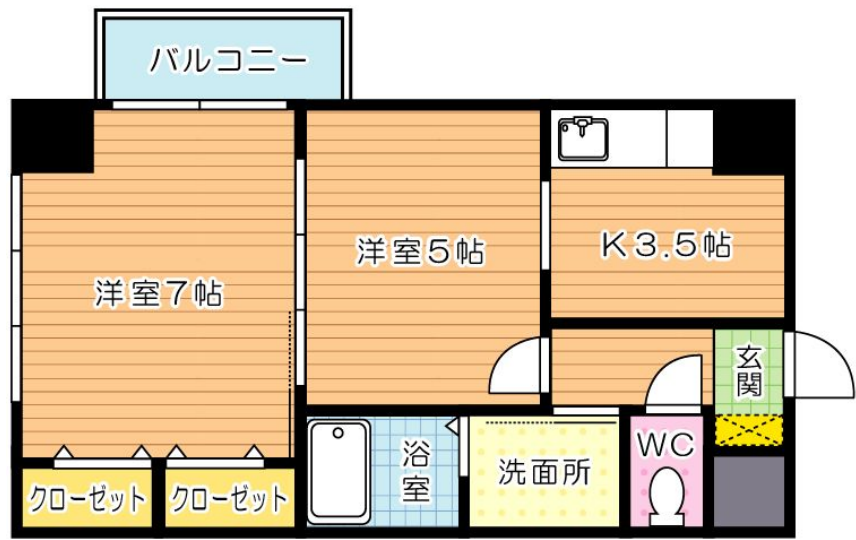 バルコニー
洋室7帖
洋室5帖
K3.5帖
玄関
クローゼット
クローゼット
浴室
洗面所
WC